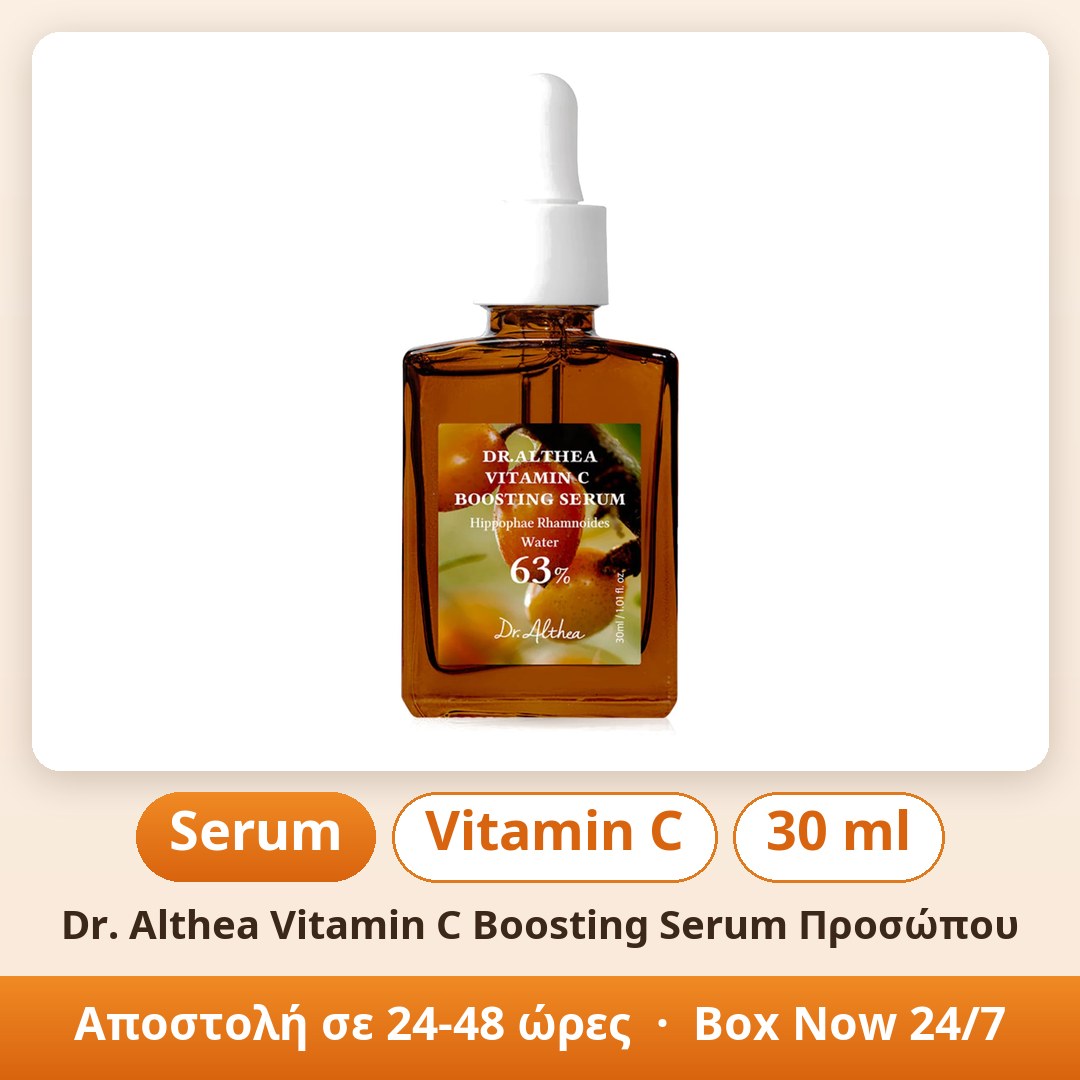 DR.ALTHEA
VITAMIN C
BOOSTING SERUM
Hippophae Rhamnoides
Water
63%
Dr. Althea
30ml / 1.01 fl. oz.
Serum
Vitamin C
30 ml
Dr. Althea Vitamin C Boosting Serum Προσώπου
Αποστολή σε 24-48 ώρες · Box Now 24/7